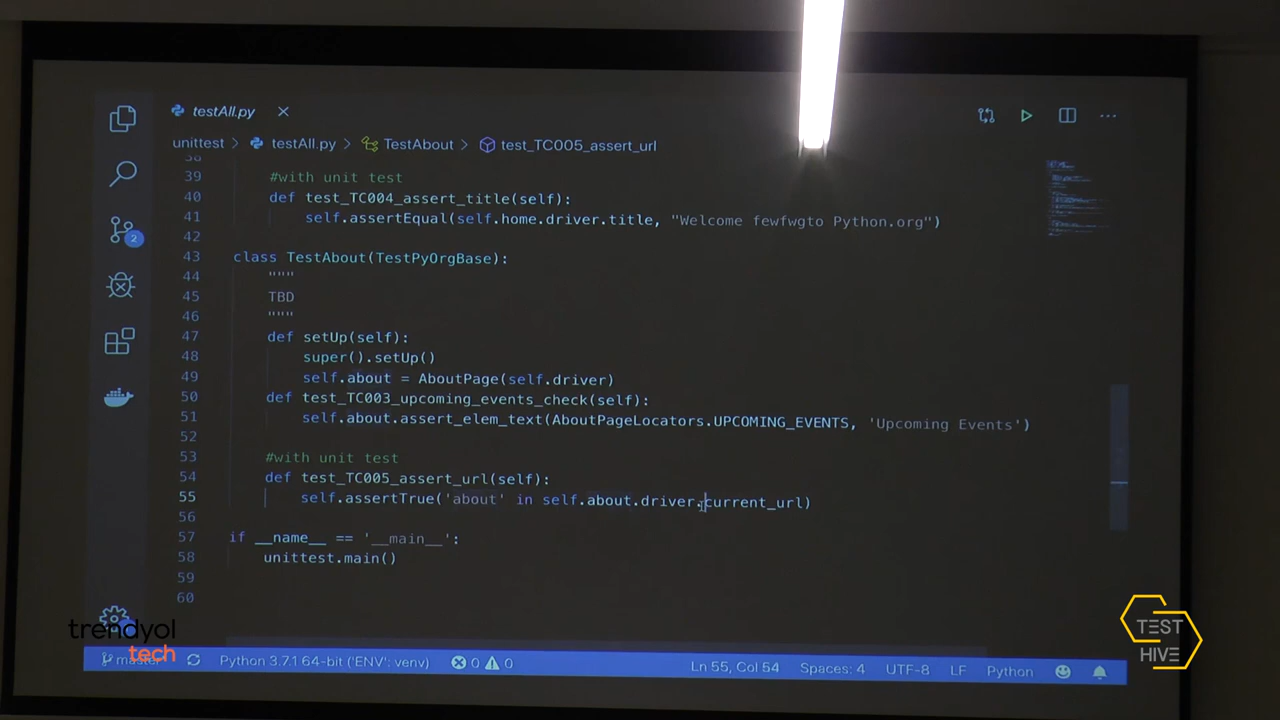 testAll.py
unittest > testAll.py > TestAbout > test_TC005_assert_url
38
39 #with unit test
40 def test_TC004_assert_title(self):
41 self.assertEqual(self.home.driver.title, "Welcome fewfwgto Python.org")
42
43 class TestAbout(TestPyOrgBase):
44 """
45 TBD
46 """
47 def setUp(self):
48 super().setUp()
49 self.about = AboutPage(self.driver)
50 def test_TC003_upcoming_events_check(self):
51 self.about.assert_elem_text(AboutPageLocators.UPCOMING_EVENTS, 'Upcoming Events')
52
53 #with unit test
54 def test_TC005_assert_url(self):
55 self.assertTrue('about' in self.about.driver.current_url)
56
57 if __name__ == '__main__':
58 unittest.main()
59
60
2
trendyol
tech
TEST
HIVE
master
Python 3.7.1 64-bit ('ENV': venv) 0 0 Ln 55, Col 54 Spaces: 4 UTF-8 LF Python